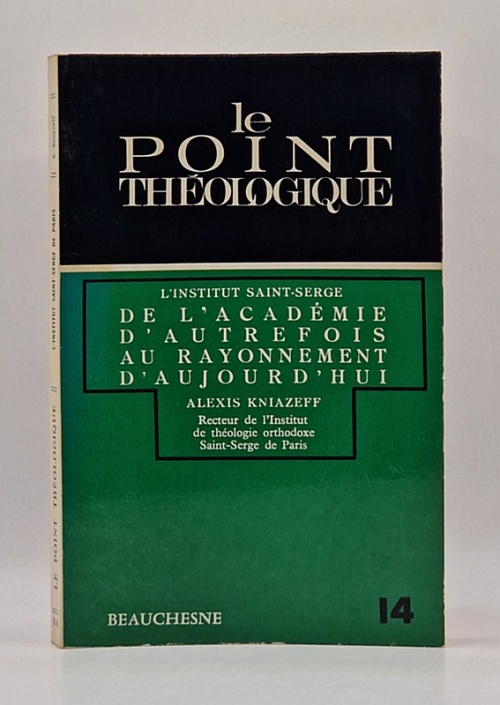 le
POINT
THÉOLOGIQUE
L'INSTITUT SAINT-SERGE
DE L'ACADÉMIE
D'AUTREFOIS
AU RAYONNEMENT
D'AUJOURD'HUI
ALEXIS KNIAZEFF
Recteur de l'Institut
de théologie orthodoxe
Saint-Serge de Paris
BEAUCHESNE
14
LE POINT THÉOLOGIQUE // L'INSTITUT SAINT-SERGE DE PARIS